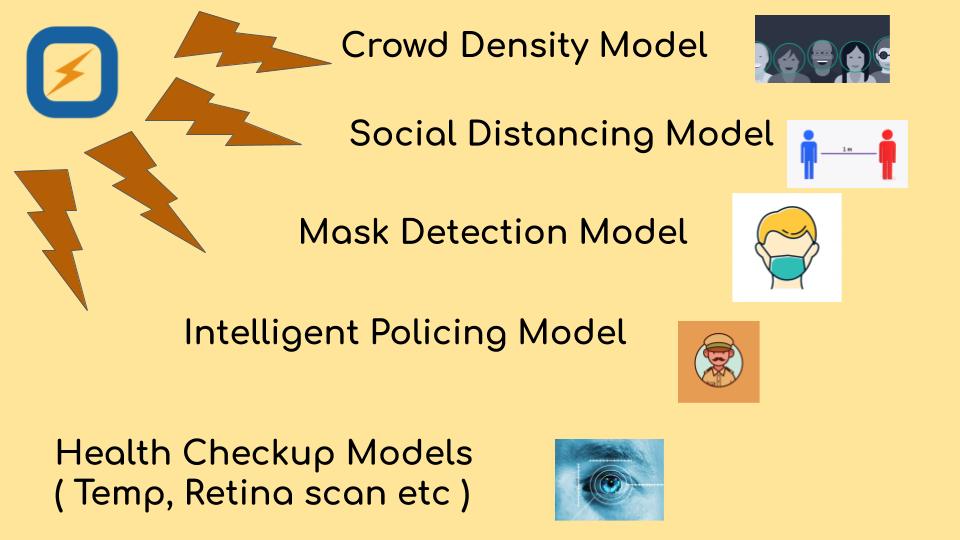 Crowd Density Model
Social Distancing Model
1 m
Mask Detection Model
Intelligent Policing Model
Health Checkup Models
( Temp, Retina scan etc )